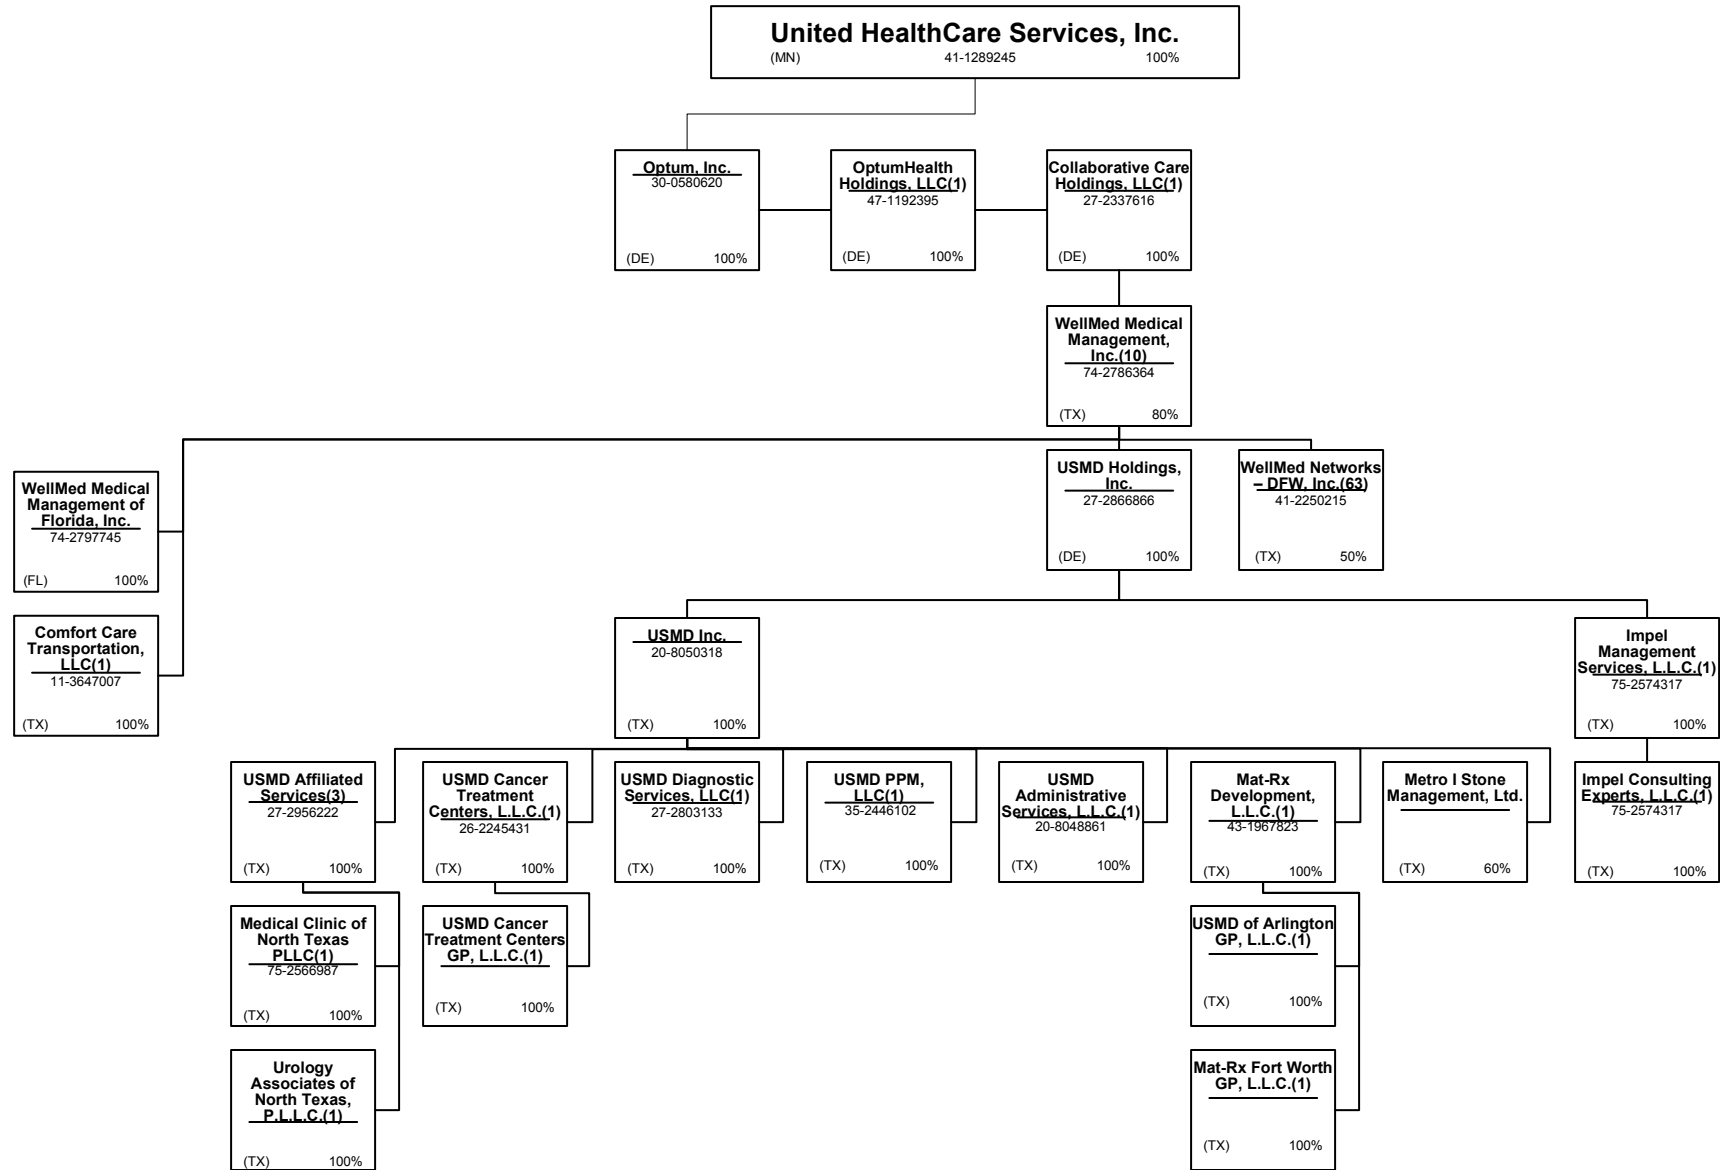 United HealthCare Services, Inc.
(MN) 41-1289245 100%
Optum, Inc.
30-0580620
(DE) 100%
OptumHealth
Holdings, LLC(1)
47-1192395
(DE) 100%
Collaborative Care
Holdings, LLC(1)
27-2337616
(DE) 100%
WellMed Medical
Management,
Inc.(10)
74-2786364
(TX) 80%
WellMed Medical
Management of
Florida, Inc.
74-2797745
(FL) 100%
USMD Holdings,
Inc.
27-2866866
(DE) 100%
WellMed Networks
– DFW, Inc.(63)
41-2250215
(TX) 50%
Comfort Care
Transportation,
LLC(1)
11-3647007
(TX) 100%
USMD Inc.
20-8050318
(TX) 100%
Impel
Management
Services, L.L.C.(1)
75-2574317
(TX) 100%
USMD Affiliated
Services(3)
27-2956222
(TX) 100%
USMD Cancer
Treatment
Centers, L.L.C.(1)
26-2245431
(TX) 100%
USMD Diagnostic
Services, LLC(1)
27-2803133
(TX) 100%
USMD PPM,
LLC(1)
35-2446102
(TX) 100%
USMD
Administrative
Services, L.L.C.(1)
20-8048861
(TX) 100%
Mat-Rx
Development,
L.L.C.(1)
43-1967823
(TX) 100%
Metro I Stone
Management, Ltd.
(TX) 60%
Impel Consulting
Experts, L.L.C.(1)
75-2574317
(TX) 100%
Medical Clinic of
North Texas
PLLC(1)
75-2566987
(TX) 100%
USMD Cancer
Treatment Centers
GP, L.L.C.(1)
(TX) 100%
USMD of Arlington
GP, L.L.C.(1)
(TX) 100%
Urology
Associates of
North Texas,
P.L.L.C.(1)
(TX) 100%
Mat-Rx Fort Worth
GP, L.L.C.(1)
(TX) 100%